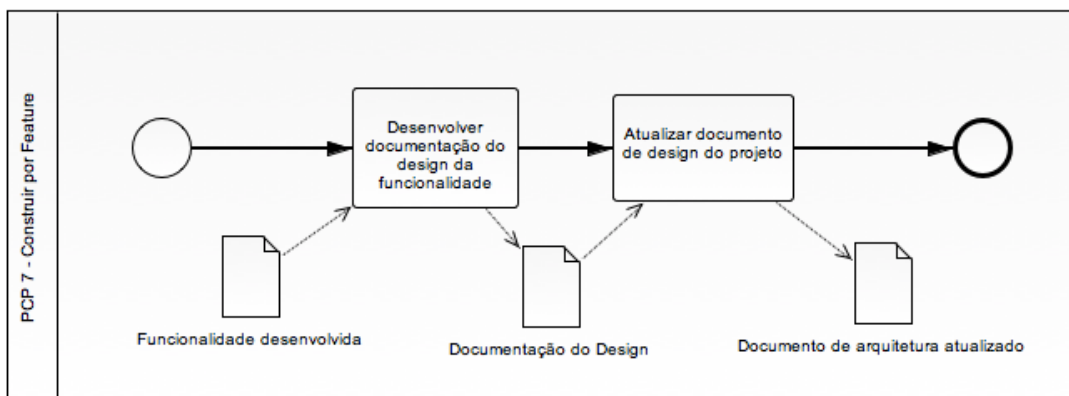 PCP 7 - Construir por Feature
Desenvolver
documentação do
design da
funcionalidade
Atualizar documento
de design do projeto
Funcionalidade desenvolvida
Documentação do Design
Documento de arquitetura atualizado